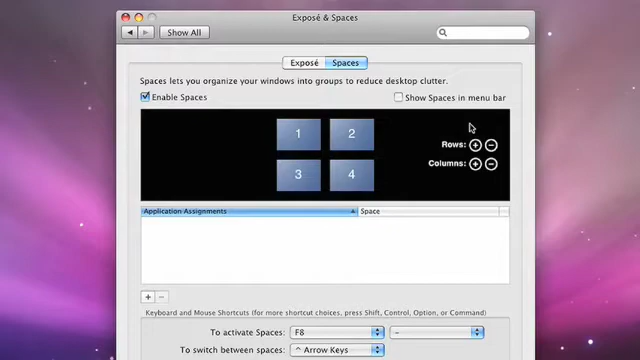 Exposé & Spaces
Show All
Exposé Spaces
Spaces lets you organize your windows into groups to reduce desktop clutter.
Enable Spaces Show Spaces in menu bar
1 2
Rows:
Columns:
3 4
Application Assignments Space
Keyboard and Mouse Shortcuts (for more shortcut choices, press Shift, Control, Option, or Command)
To activate Spaces: F8 –
To switch between spaces: ^ Arrow Keys